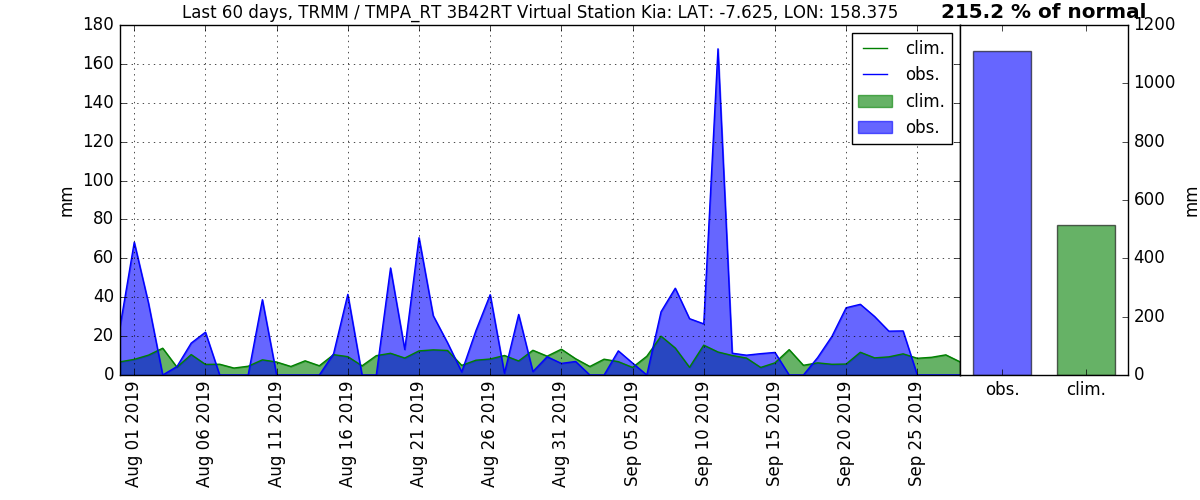 Last 60 days, TRMM / TMPA_RT 3B42RT Virtual Station Kia: LAT: -7.625, LON: 158.375
215.2 % of normal
180
160
140
120
100
80
60
40
20
0
mm
clim.
obs.
clim.
obs.
Aug 01 2019
Aug 06 2019
Aug 11 2019
Aug 16 2019
Aug 21 2019
Aug 26 2019
Aug 31 2019
Sep 05 2019
Sep 10 2019
Sep 15 2019
Sep 20 2019
Sep 25 2019
1200
1000
800
600
400
200
0
mm
obs.
clim.